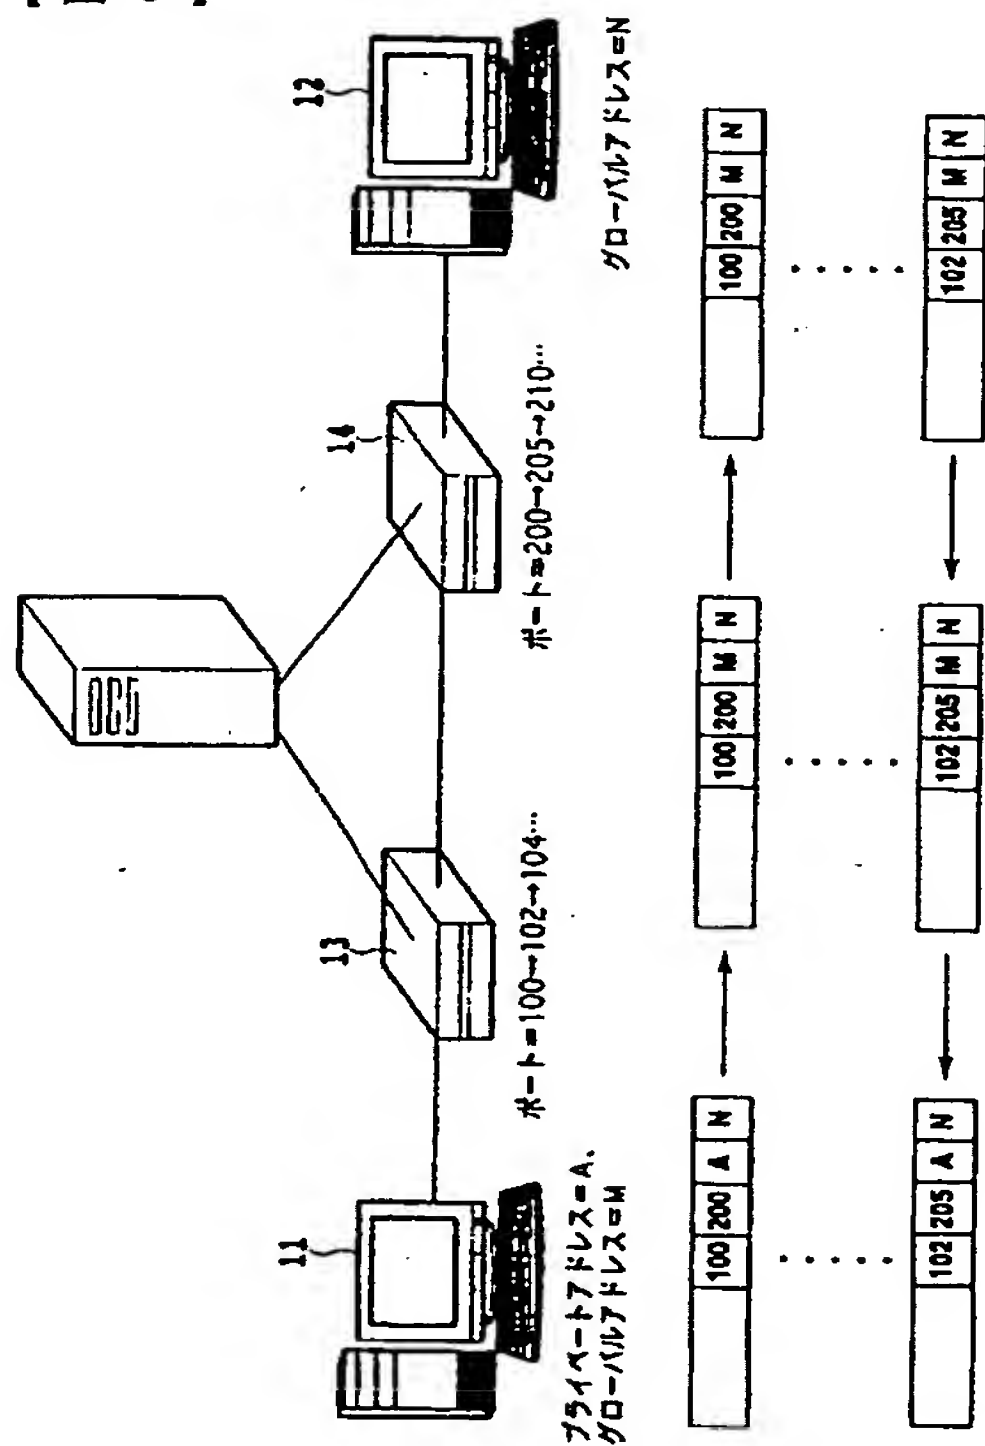 12
グローバルアドレス=N
14
ポート=200→205→210…
13
ポート=100→102→104…
11
プライベートアドレス=A、
グローバルアドレス=M
100 200 A N
100 200 M N
100 200 M N
102 205 A N
102 205 M N
102 205 M N